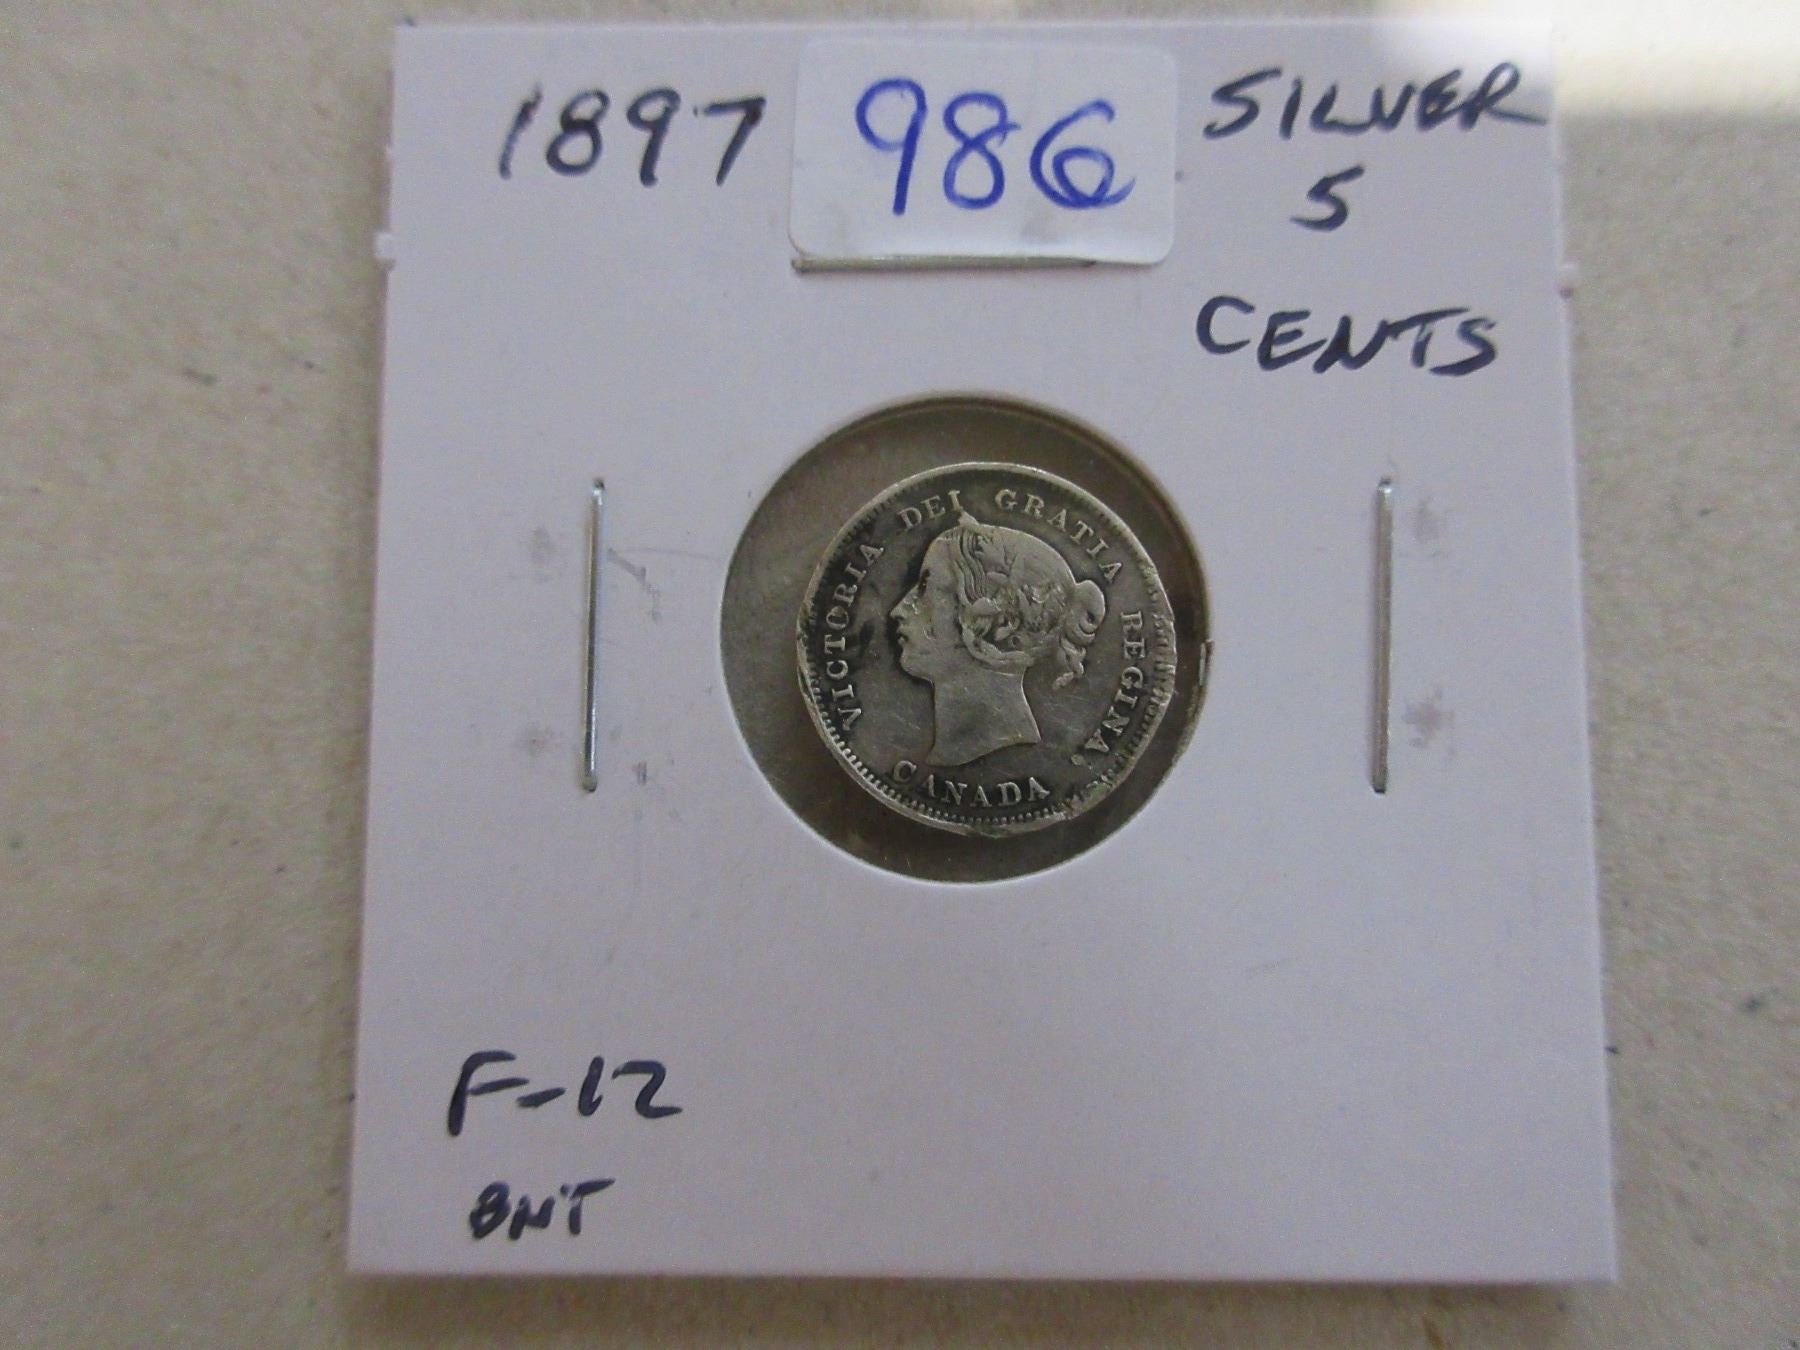 1897 986 SILVER
5
CENTS
VICTORIA DEI GRATIA REGINA.
CANADA
F-12
BNT